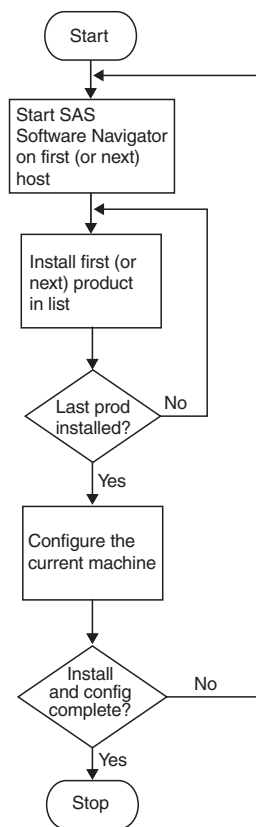 Start
Start SAS
Software Navigator
on first (or next)
host
Install first (or
next) product
in list
Last prod
installed?
No
Yes
Configure the
current machine
Install
and config
complete?
No
Yes
Stop